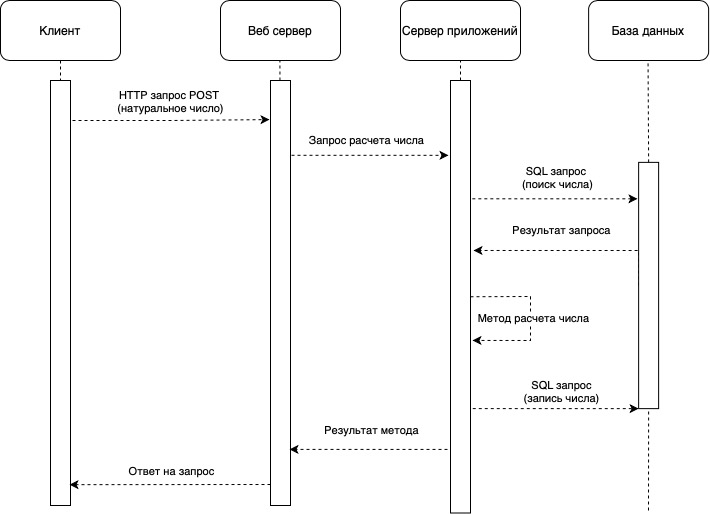 Клиент
Веб сервер
Сервер приложений
База данных
HTTP запрос POST
(натуральное число)
Запрос расчета числа
SQL запрос
(поиск числа)
Результат запроса
Метод расчета числа
SQL запрос
(запись числа)
Результат метода
Ответ на запрос